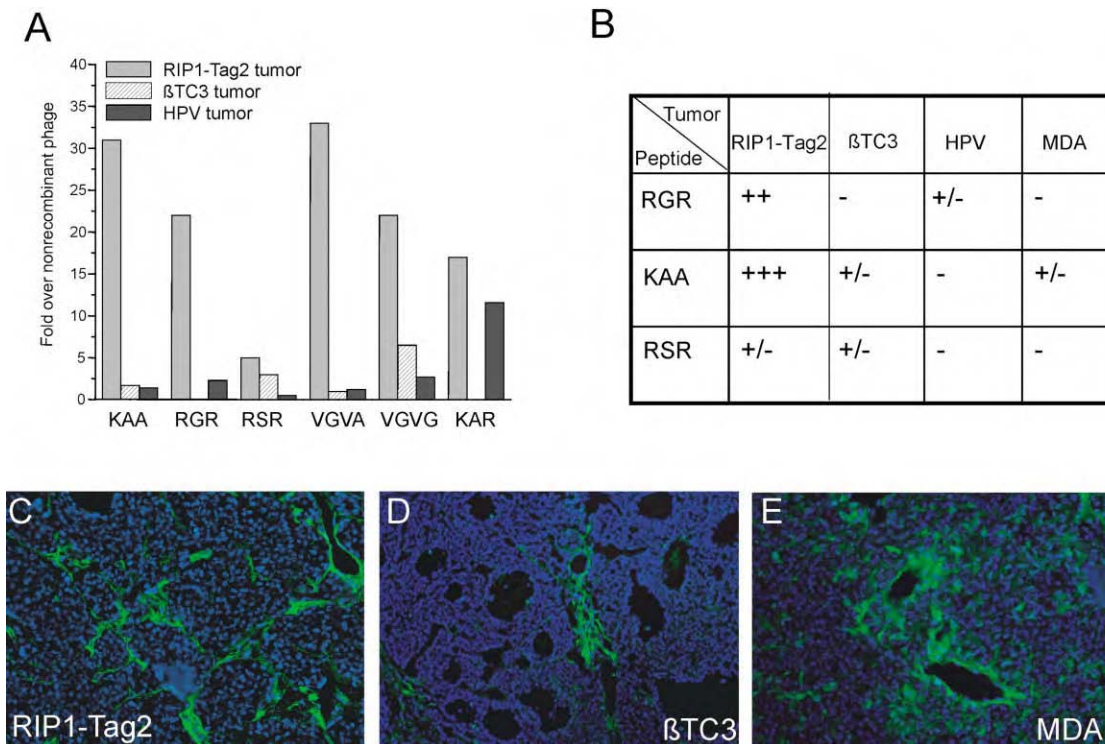 A
40
35
30
25
20
15
10
5
0
Fold over nonrecombinant phage
RIP1-Tag2 tumor
ßTC3 tumor
HPV tumor
KAA RGR RSR VGVA VGVG KAR
B
Tumor
Peptide
RIP1-Tag2 ßTC3 HPV MDA
RGR ++ - +/- -
KAA +++ +/- - +/-
RSR +/- +/- - -
C
RIP1-Tag2
D
ßTC3
E
MDA